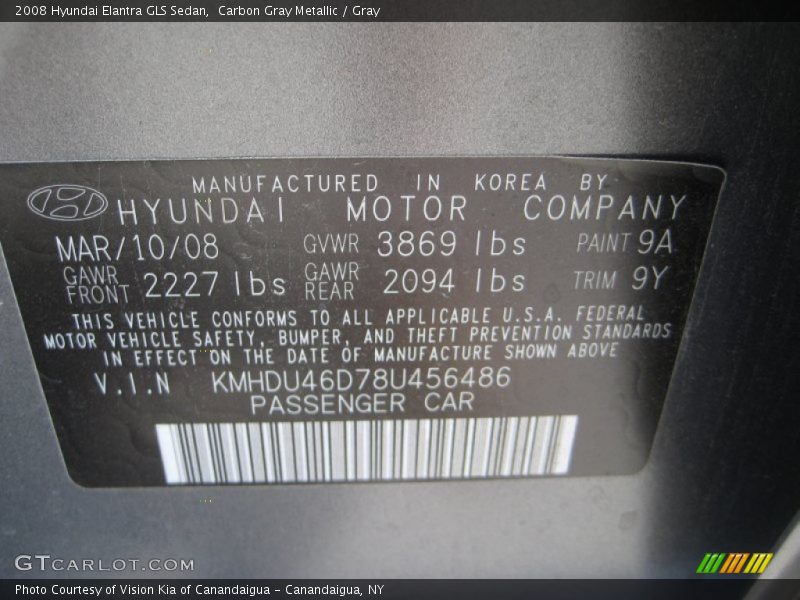 2008 Hyundai Elantra GLS Sedan,  Carbon Gray Metallic / Gray
MANUFACTURED IN KOREA BY
HYUNDAI MOTOR COMPANY
MAR/10/08 GVWR 3869 lbs PAINT 9A
GAWR FRONT 2227 lbs GAWR REAR 2094 lbs TRIM 9Y
THIS VEHICLE CONFORMS TO ALL APPLICABLE U.S.A. FEDERAL
MOTOR VEHICLE SAFETY, BUMPER, AND THEFT PREVENTION STANDARDS
IN EFFECT ON THE DATE OF MANUFACTURE SHOWN ABOVE
V.I.N KMHDU46D78U456486
PASSENGER CAR
GTCARLOT.COM
Photo Courtesy of Vision Kia of Canandaigua - Canandaigua, NY